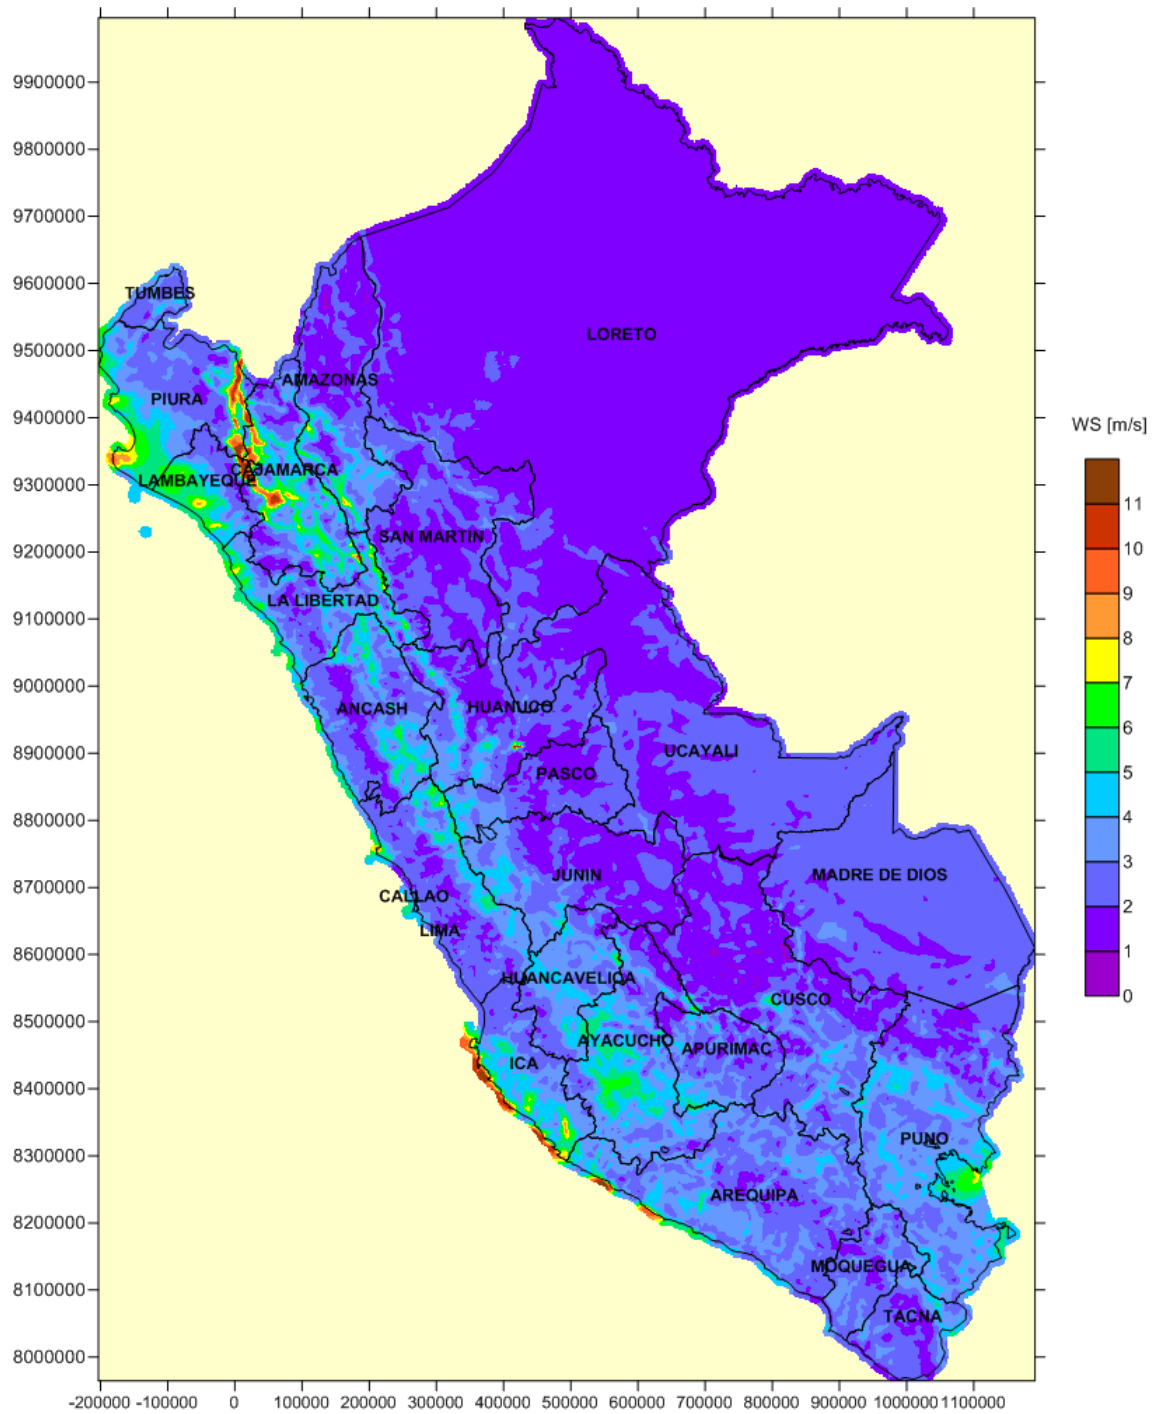 9900000
9800000
9700000
9600000
9500000
9400000
9300000
9200000
9100000
9000000
8900000
8800000
8700000
8600000
8500000
8400000
8300000
8200000
8100000
8000000
-200000 -100000 0 100000 200000 300000 400000 500000 600000 700000 800000 900000 1000000 1100000
TUMBES
LORETO
AMAZONAS
PIURA
CAJAMARCA
LAMBAYEQUE
SAN MARTIN
LA LIBERTAD
ANCASH
HUANUCO
UCAYALI
PASCO
JUNIN
MADRE DE DIOS
CALLAO
LIMA
HUANCAVELICA
CUSCO
AYACUCHO
APURIMAC
ICA
PUNO
AREQUIPA
MOQUEGUA
TACNA
WS [m/s]
11
10
9
8
7
6
5
4
3
2
1
0